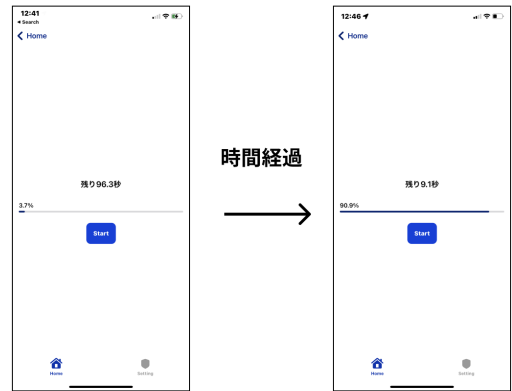 12:41
◀ Search
Home
残り96.3秒
3.7%
Start
Home
Setting
時間経過
12:46
Home
残り9.1秒
90.9%
Start
Home
Setting